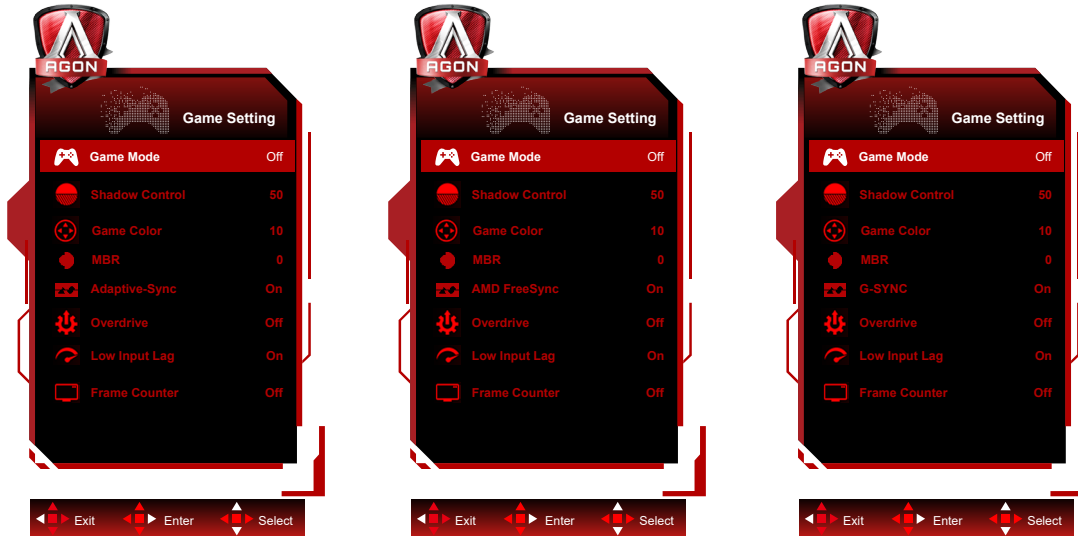 AGON
Game Setting
Game Mode Off
Shadow Control 50
Game Color 10
MBR 0
Adaptive-Sync On
Overdrive Off
Low Input Lag On
Frame Counter Off
Exit Enter Select
AGON
Game Setting
Game Mode Off
Shadow Control 50
Game Color 10
MBR 0
AMD FreeSync On
Overdrive Off
Low Input Lag On
Frame Counter Off
Exit Enter Select
AGON
Game Setting
Game Mode Off
Shadow Control 50
Game Color 10
MBR 0
G-SYNC On
Overdrive Off
Low Input Lag On
Frame Counter Off
Exit Enter Select